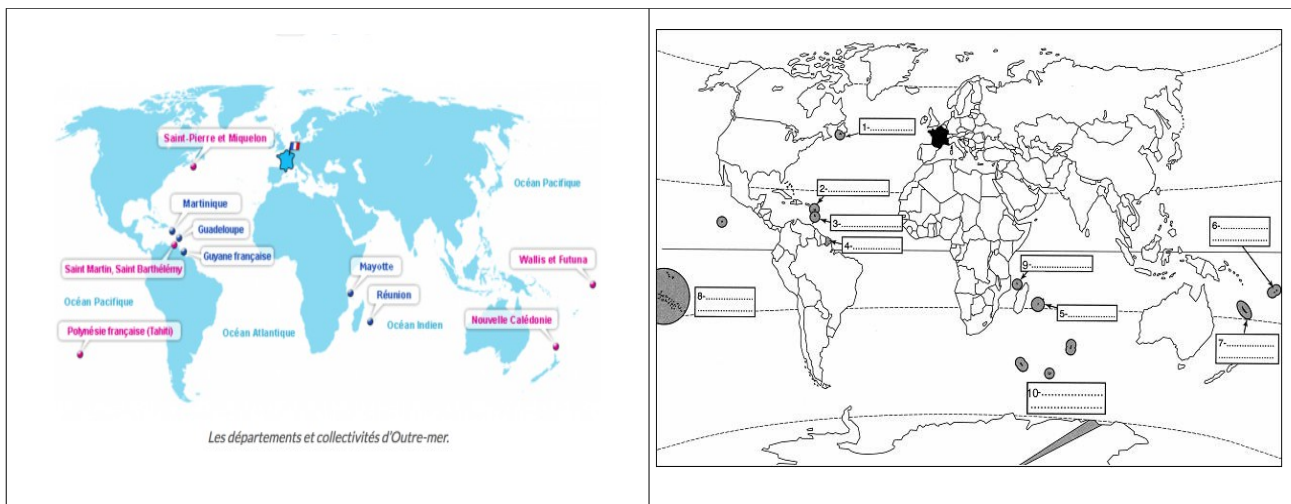 Saint-Pierre et Miquelon
Océan Pacifique
Martinique
Guadeloupe
Guyane française
Saint Martin, Saint Barthélémy
Mayotte
Wallis et Futuna
Océan Pacifique
Réunion
Océan Indien
Nouvelle Calédonie
Polynésie française (Tahiti)
Océan Atlantique
Les départements et collectivités d'Outre-mer.
1-................
2-..................
3-................
4-................
6-............
..................
9-....................
8-............
..................
..................
5-................
7-................
..................
10-......................
..........................